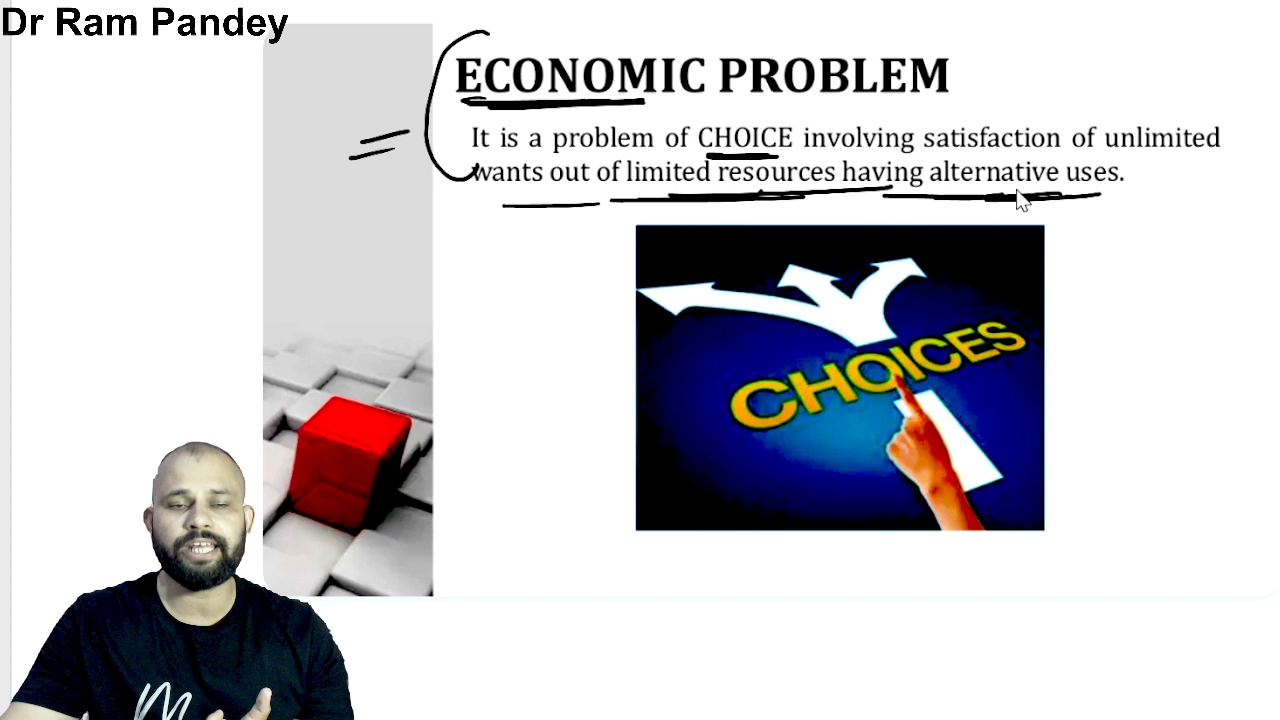 Dr Ram Pandey
ECONOMIC PROBLEM
It is a problem of CHOICE involving satisfaction of unlimited
wants out of limited resources having alternative uses.
CHOICES